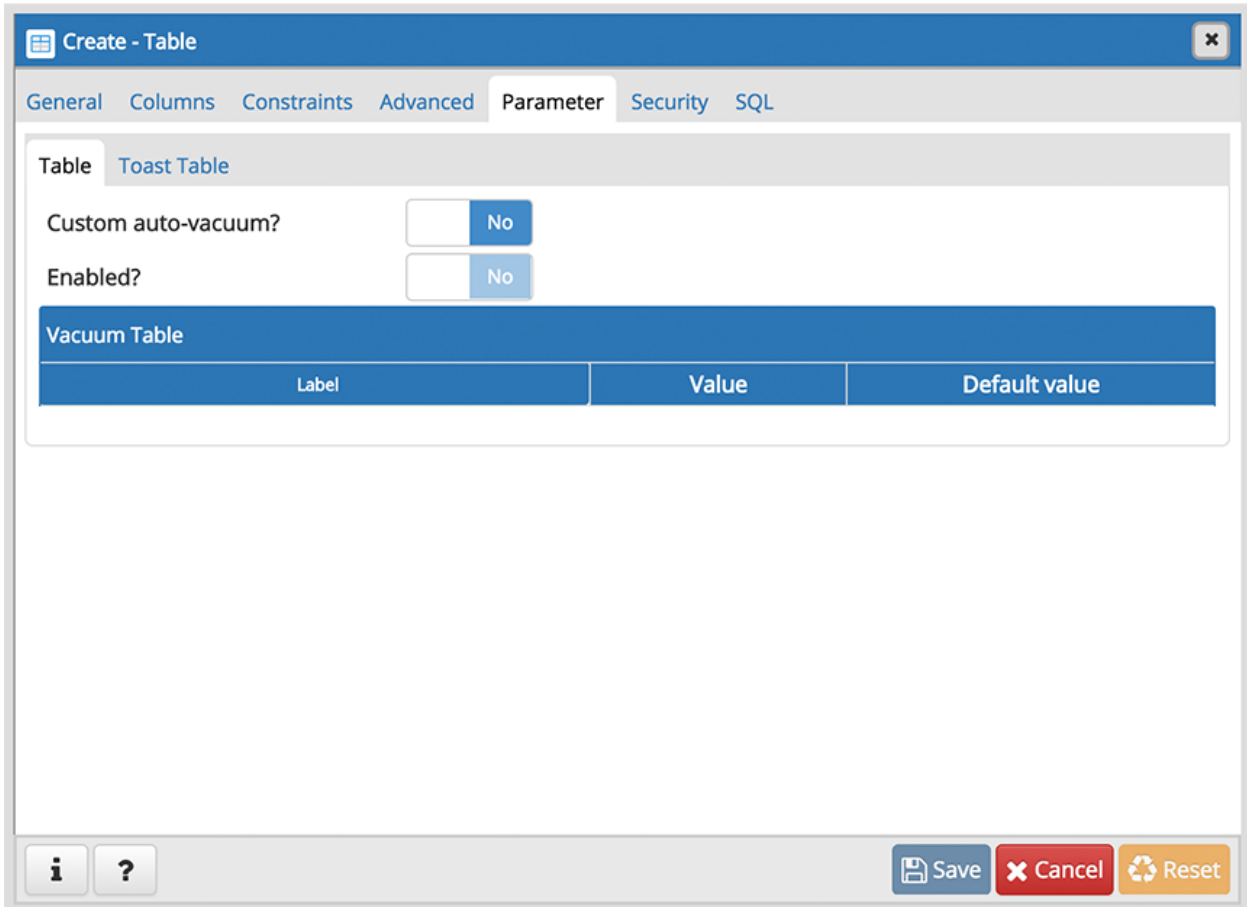 Create - Table
General Columns Constraints Advanced Parameter Security SQL
Table Toast Table
Custom auto-vacuum? No
Enabled? No
Vacuum Table
Label Value Default value
i ? Save Cancel Reset